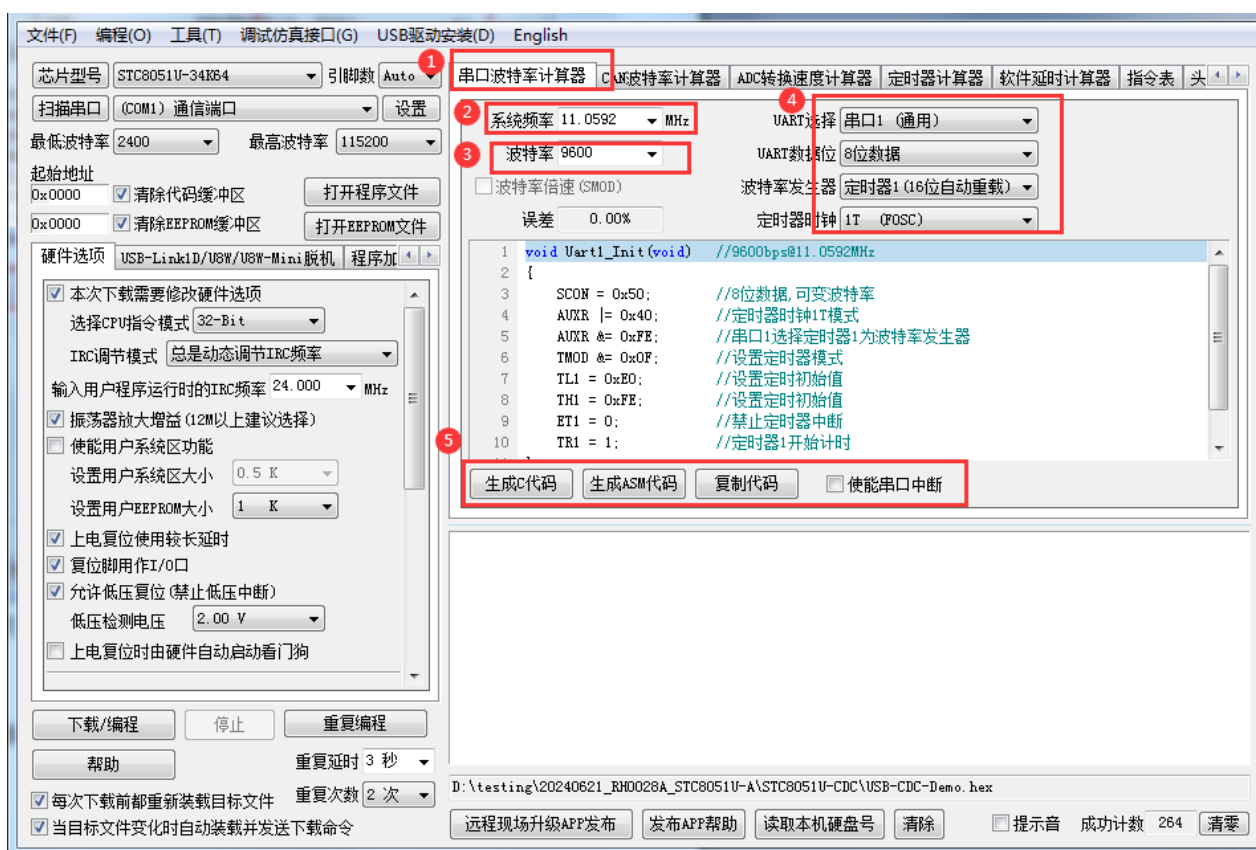 文件(F) 编程(O) 工具(T) 调试仿真接口(G) USB驱动安装(D) English
芯片型号 STC8051U-34K64 引脚数 Auto
扫描串口 (COM1) 通信端口 设置
最低波特率 2400 最高波特率 115200
起始地址
0x0000 清除代码缓冲区 打开程序文件
0x0000 清除EEPROM缓冲区 打开EEPROM文件
硬件选项 USB-Link1D/U8W/U8W-Mini脱机 程序加
本次下载需要修改硬件选项
选择CPU指令模式 32-Bit
IRC调节模式 总是动态调节IRC频率
输入用户程序运行时的IRC频率 24.000 MHz
振荡器放大增益(12M以上建议选择)
使能用户系统区功能
设置用户系统区大小 0.5 K
设置用户EEPROM大小 1 K
上电复位使用较长延时
复位脚用作I/O口
允许低压复位(禁止低压中断)
低压检测电压 2.00 V
上电复位时由硬件自动启动看门狗
下载/编程 停止 重复编程
帮助 重复延时 3 秒
每次下载前都重新装载目标文件 重复次数 2 次
当目标文件变化时自动装载并发送下载命令
1
串口波特率计算器 CAN波特率计算器 ADC转换速度计算器 定时器计算器 软件延时计算器 指令表 头
2 系统频率 11.0592 MHz
3 波特率 9600
波特率倍速(SMOD)
误差 0.00%
4
UART选择 串口1 (通用)
UART数据位 8位数据
波特率发生器 定时器1(16位自动重载)
定时器时钟 1T (FOSC)
1 void Uart1_Init(void) //9600bps@11.0592MHz
2 {
3 SCON = 0x50; //8位数据,可变波特率
4 AUXR |= 0x40; //定时器时钟1T模式
5 AUXR &= 0xFE; //串口1选择定时器1为波特率发生器
6 TMOD &= 0x0F; //设置定时器模式
7 TL1 = 0xE0; //设置定时初始值
8 TH1 = 0xFE; //设置定时初始值
9 ET1 = 0; //禁止定时器中断
10 TR1 = 1; //定时器1开始计时
5
生成C代码 生成ASM代码 复制代码 使能串口中断
D:\testing\20240621_RH0028A_STC8051U-A\STC8051U-CDC\USB-CDC-Demo.hex
远程现场升级APP发布 发布APP帮助 读取本机硬盘号 清除 提示音 成功计数 264 清零